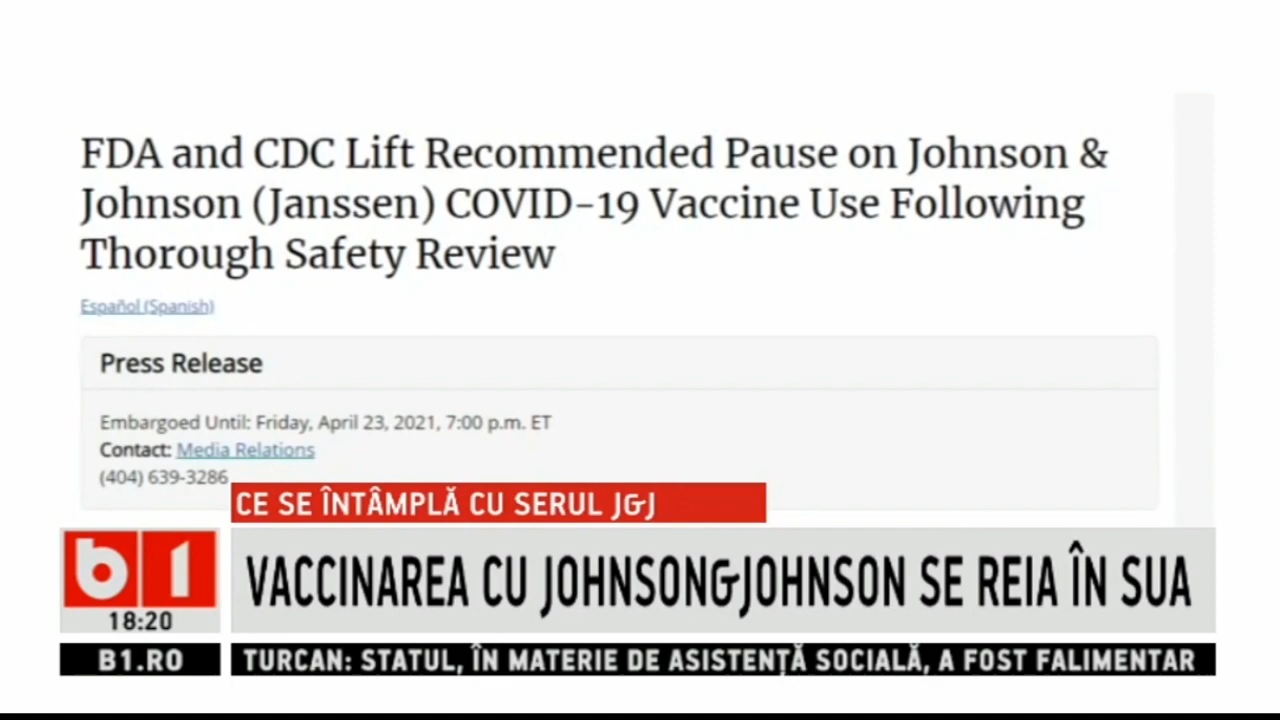 FDA and CDC Lift Recommended Pause on Johnson &
Johnson (Janssen) COVID-19 Vaccine Use Following
Thorough Safety Review
Español (Spanish)
Press Release
Embargoed Until: Friday, April 23, 2021, 7:00 p.m. ET
Contact: Media Relations
(404) 639-3286
CE SE ÎNTÂMPLĂ CU SERUL J&J
b1
VACCINAREA CU JOHNSON&JOHNSON SE REIA ÎN SUA
18:20
B1.RO
TURCAN: STATUL, ÎN MATERIE DE ASISTENȚĂ SOCIALĂ, A FOST FALIMENTAR